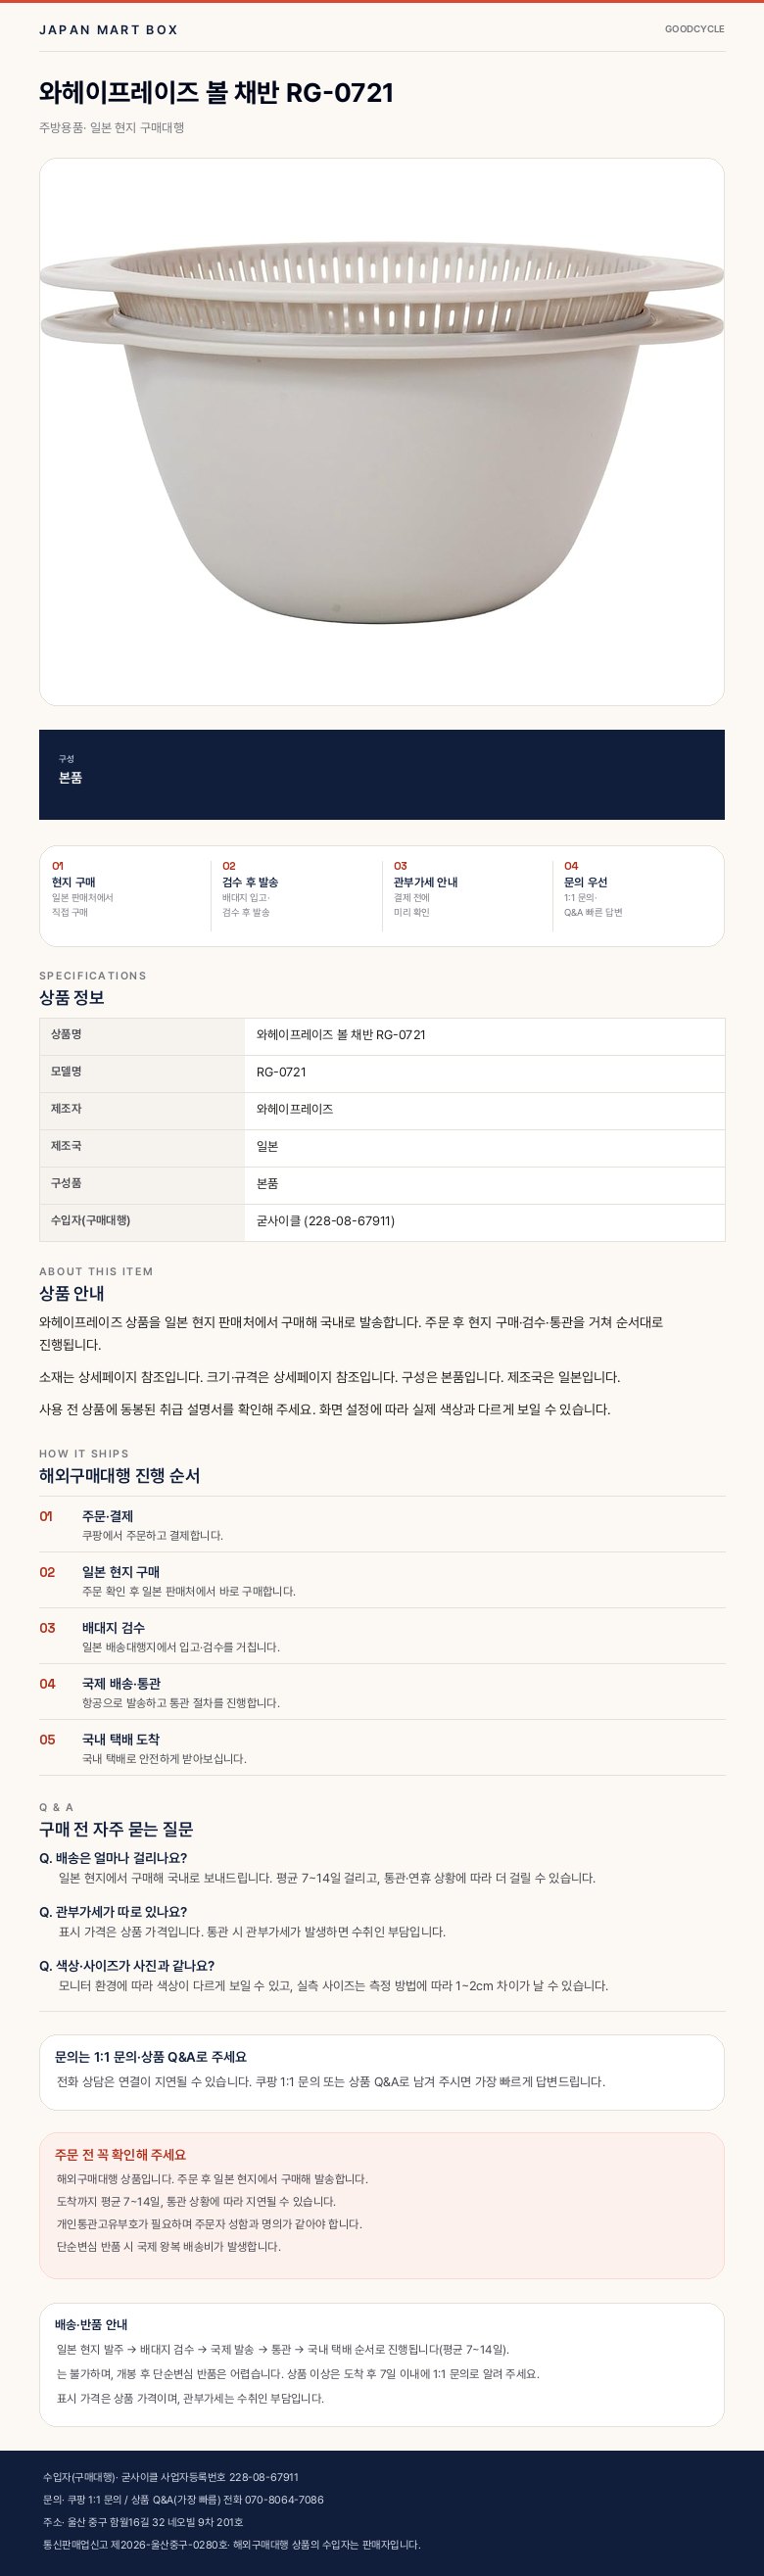 JAPAN MART BOX
GOODCYCLE
와헤이프레이즈 볼 채반 RG-0721
주방용품· 일본 현지 구매대행
구성
본품
01
현지 구매
일본 판매처에서
직접 구매
02
검수 후 발송
배대지 입고·
검수 후 발송
03
관부가세 안내
결제 전에
미리 확인
04
문의 우선
1:1 문의·
Q&A 빠른 답변
SPECIFICATIONS
상품 정보
상품명 와헤이프레이즈 볼 채반 RG-0721
모델명 RG-0721
제조자 와헤이프레이즈
제조국 일본
구성품 본품
수입자(구매대행) 굳사이클 (228-08-67911)
ABOUT THIS ITEM
상품 안내
와헤이프레이즈 상품을 일본 현지 판매처에서 구매해 국내로 발송합니다. 주문 후 현지 구매·검수·통관을 거쳐 순서대로
진행됩니다.
소재는 상세페이지 참조입니다. 크기·규격은 상세페이지 참조입니다. 구성은 본품입니다. 제조국은 일본입니다.
사용 전 상품에 동봉된 취급 설명서를 확인해 주세요. 화면 설정에 따라 실제 색상과 다르게 보일 수 있습니다.
HOW IT SHIPS
해외구매대행 진행 순서
01 주문·결제
쿠팡에서 주문하고 결제합니다.
02 일본 현지 구매
주문 확인 후 일본 판매처에서 바로 구매합니다.
03 배대지 검수
일본 배송대행지에서 입고·검수를 거칩니다.
04 국제 배송·통관
항공으로 발송하고 통관 절차를 진행합니다.
05 국내 택배 도착
국내 택배로 안전하게 받아보십니다.
Q & A
구매 전 자주 묻는 질문
Q. 배송은 얼마나 걸리나요?
일본 현지에서 구매해 국내로 보내드립니다. 평균 7~14일 걸리고, 통관·연휴 상황에 따라 더 걸릴 수 있습니다.
Q. 관부가세가 따로 있나요?
표시 가격은 상품 가격입니다. 통관 시 관부가세가 발생하면 수취인 부담입니다.
Q. 색상·사이즈가 사진과 같나요?
모니터 환경에 따라 색상이 다르게 보일 수 있고, 실측 사이즈는 측정 방법에 따라 1~2cm 차이가 날 수 있습니다.
문의는 1:1 문의·상품 Q&A로 주세요
전화 상담은 연결이 지연될 수 있습니다. 쿠팡 1:1 문의 또는 상품 Q&A로 남겨 주시면 가장 빠르게 답변드립니다.
주문 전 꼭 확인해 주세요
해외구매대행 상품입니다. 주문 후 일본 현지에서 구매해 발송합니다.
도착까지 평균 7~14일, 통관 상황에 따라 지연될 수 있습니다.
개인통관고유부호가 필요하며 주문자 성함과 명의가 같아야 합니다.
단순변심 반품 시 국제 왕복 배송비가 발생합니다.
배송·반품 안내
일본 현지 발주 → 배대지 검수 → 국제 발송 → 통관 → 국내 택배 순서로 진행됩니다(평균 7~14일).
는 불가하며, 개봉 후 단순변심 반품은 어렵습니다. 상품 이상은 도착 후 7일 이내에 1:1 문의로 알려 주세요.
표시 가격은 상품 가격이며, 관부가세는 수취인 부담입니다.
수입자(구매대행)· 굳사이클 사업자등록번호 228-08-67911
문의· 쿠팡 1:1 문의 / 상품 Q&A(가장 빠름) 전화 070-8064-7086
주소· 울산 중구 함월16길 32 네오빌 9차 201호
통신판매업신고 제2026-울산중구-0280호· 해외구매대행 상품의 수입자는 판매자입니다.